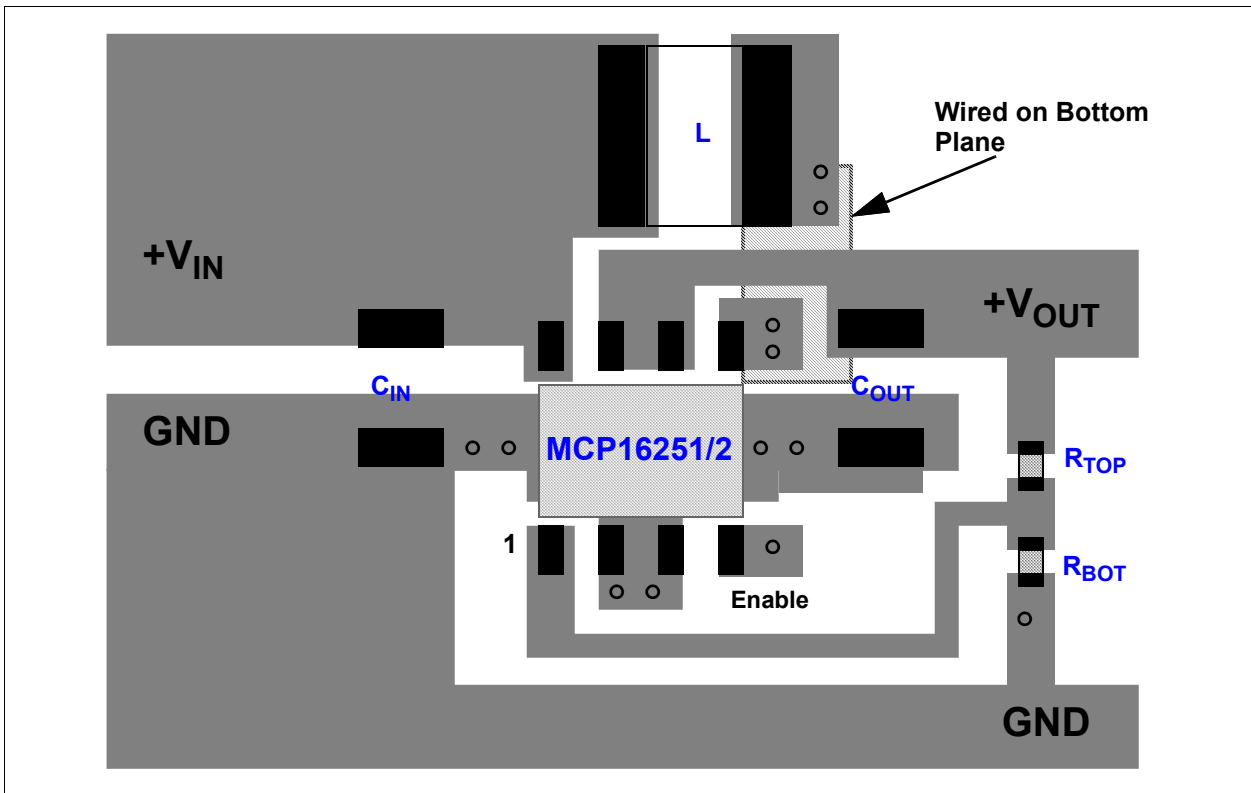 L
Wired on Bottom
Plane
+VIN
+VOUT
CIN
COUT
GND
MCP16251/2
RTOP
1
RBOT
Enable
GND